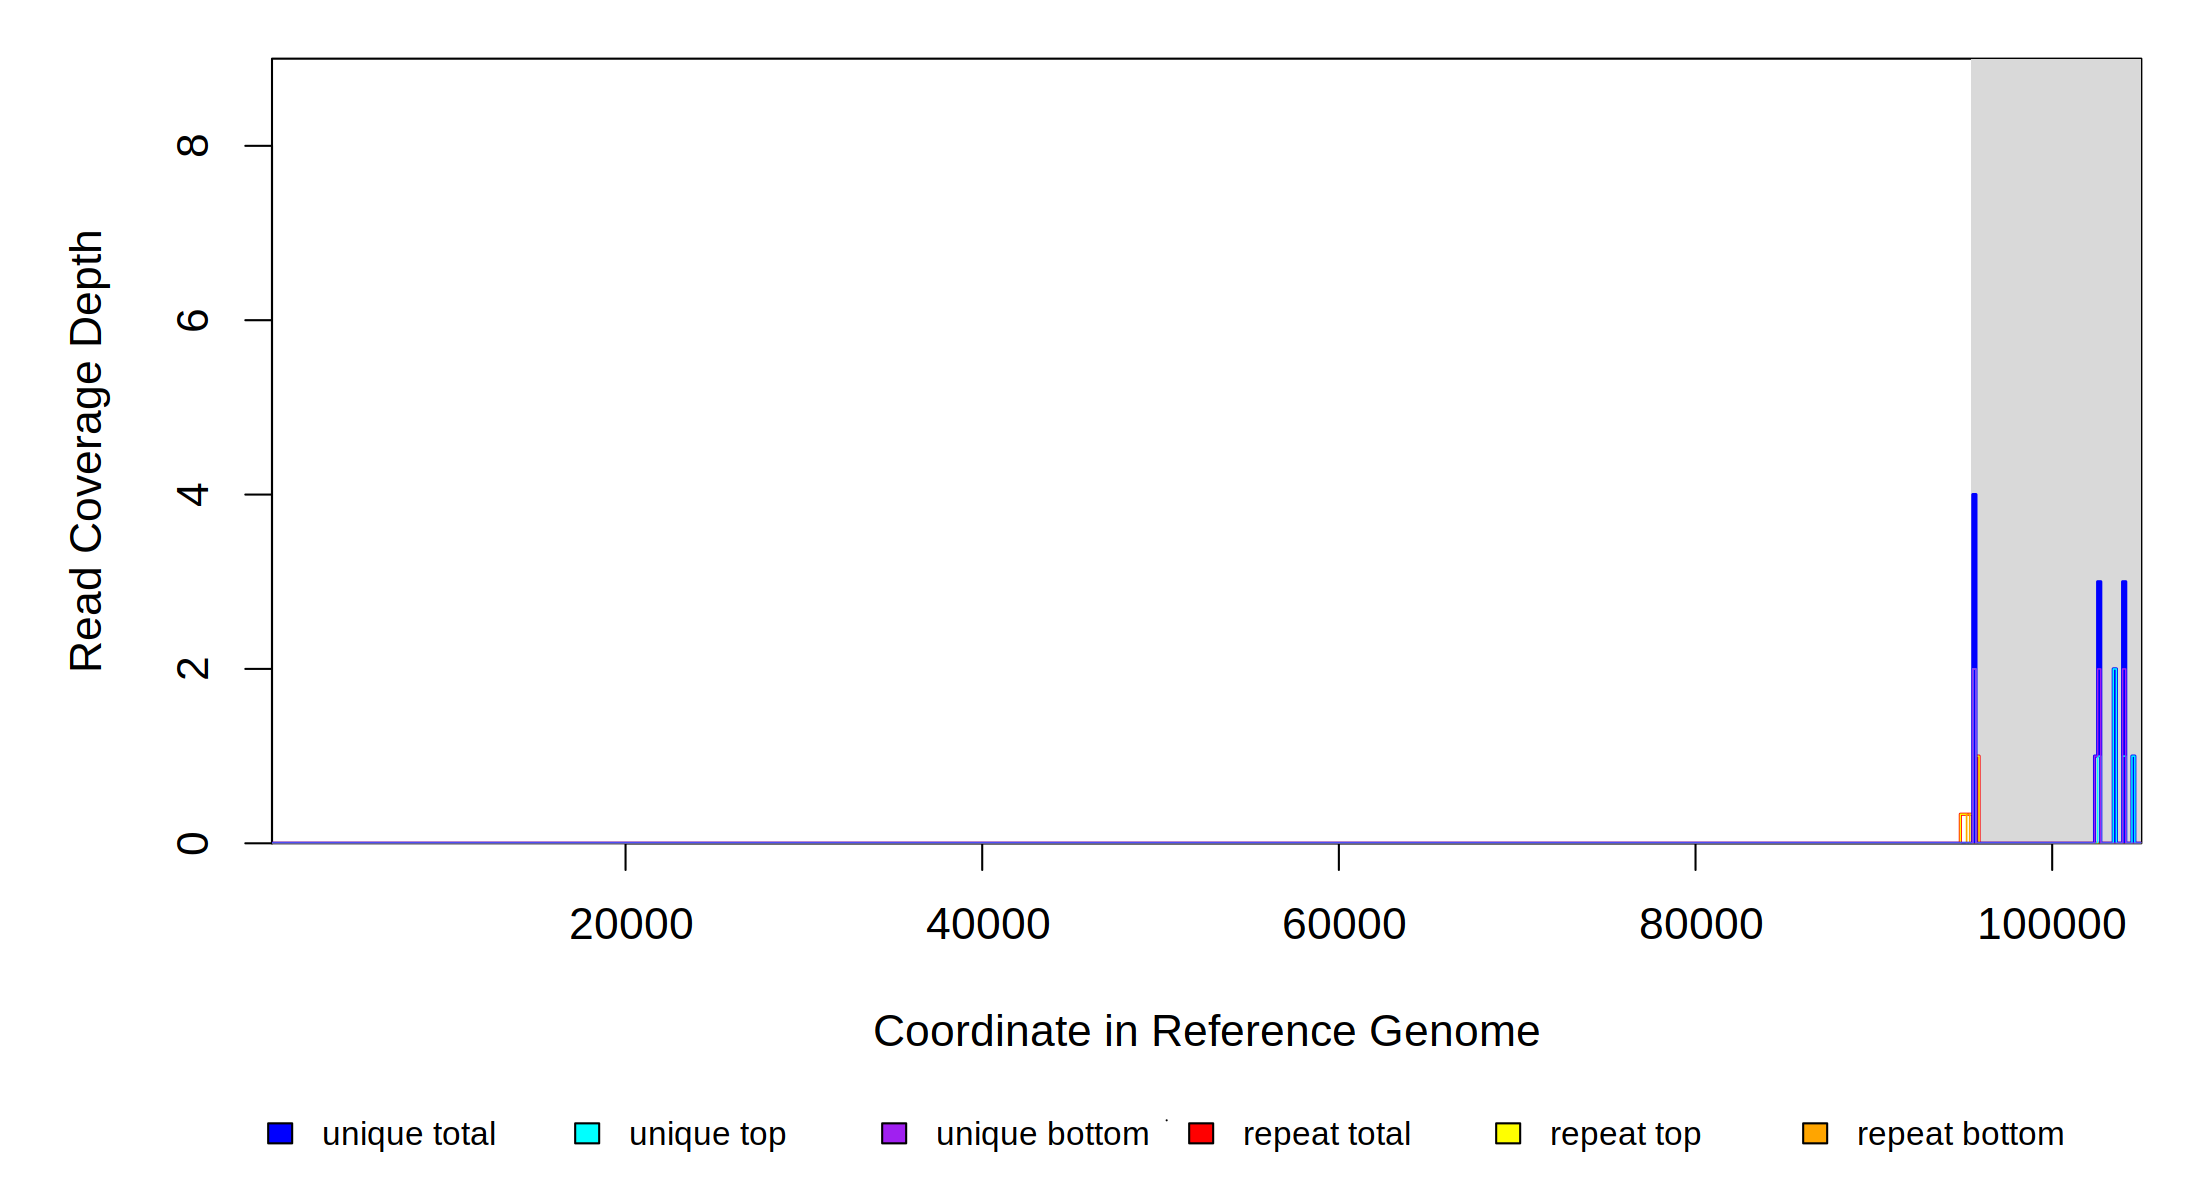 8
6
4
2
0
Read Coverage Depth
20000 40000 60000 80000 100000
Coordinate in Reference Genome
unique total unique top unique bottom repeat total repeat top repeat bottom